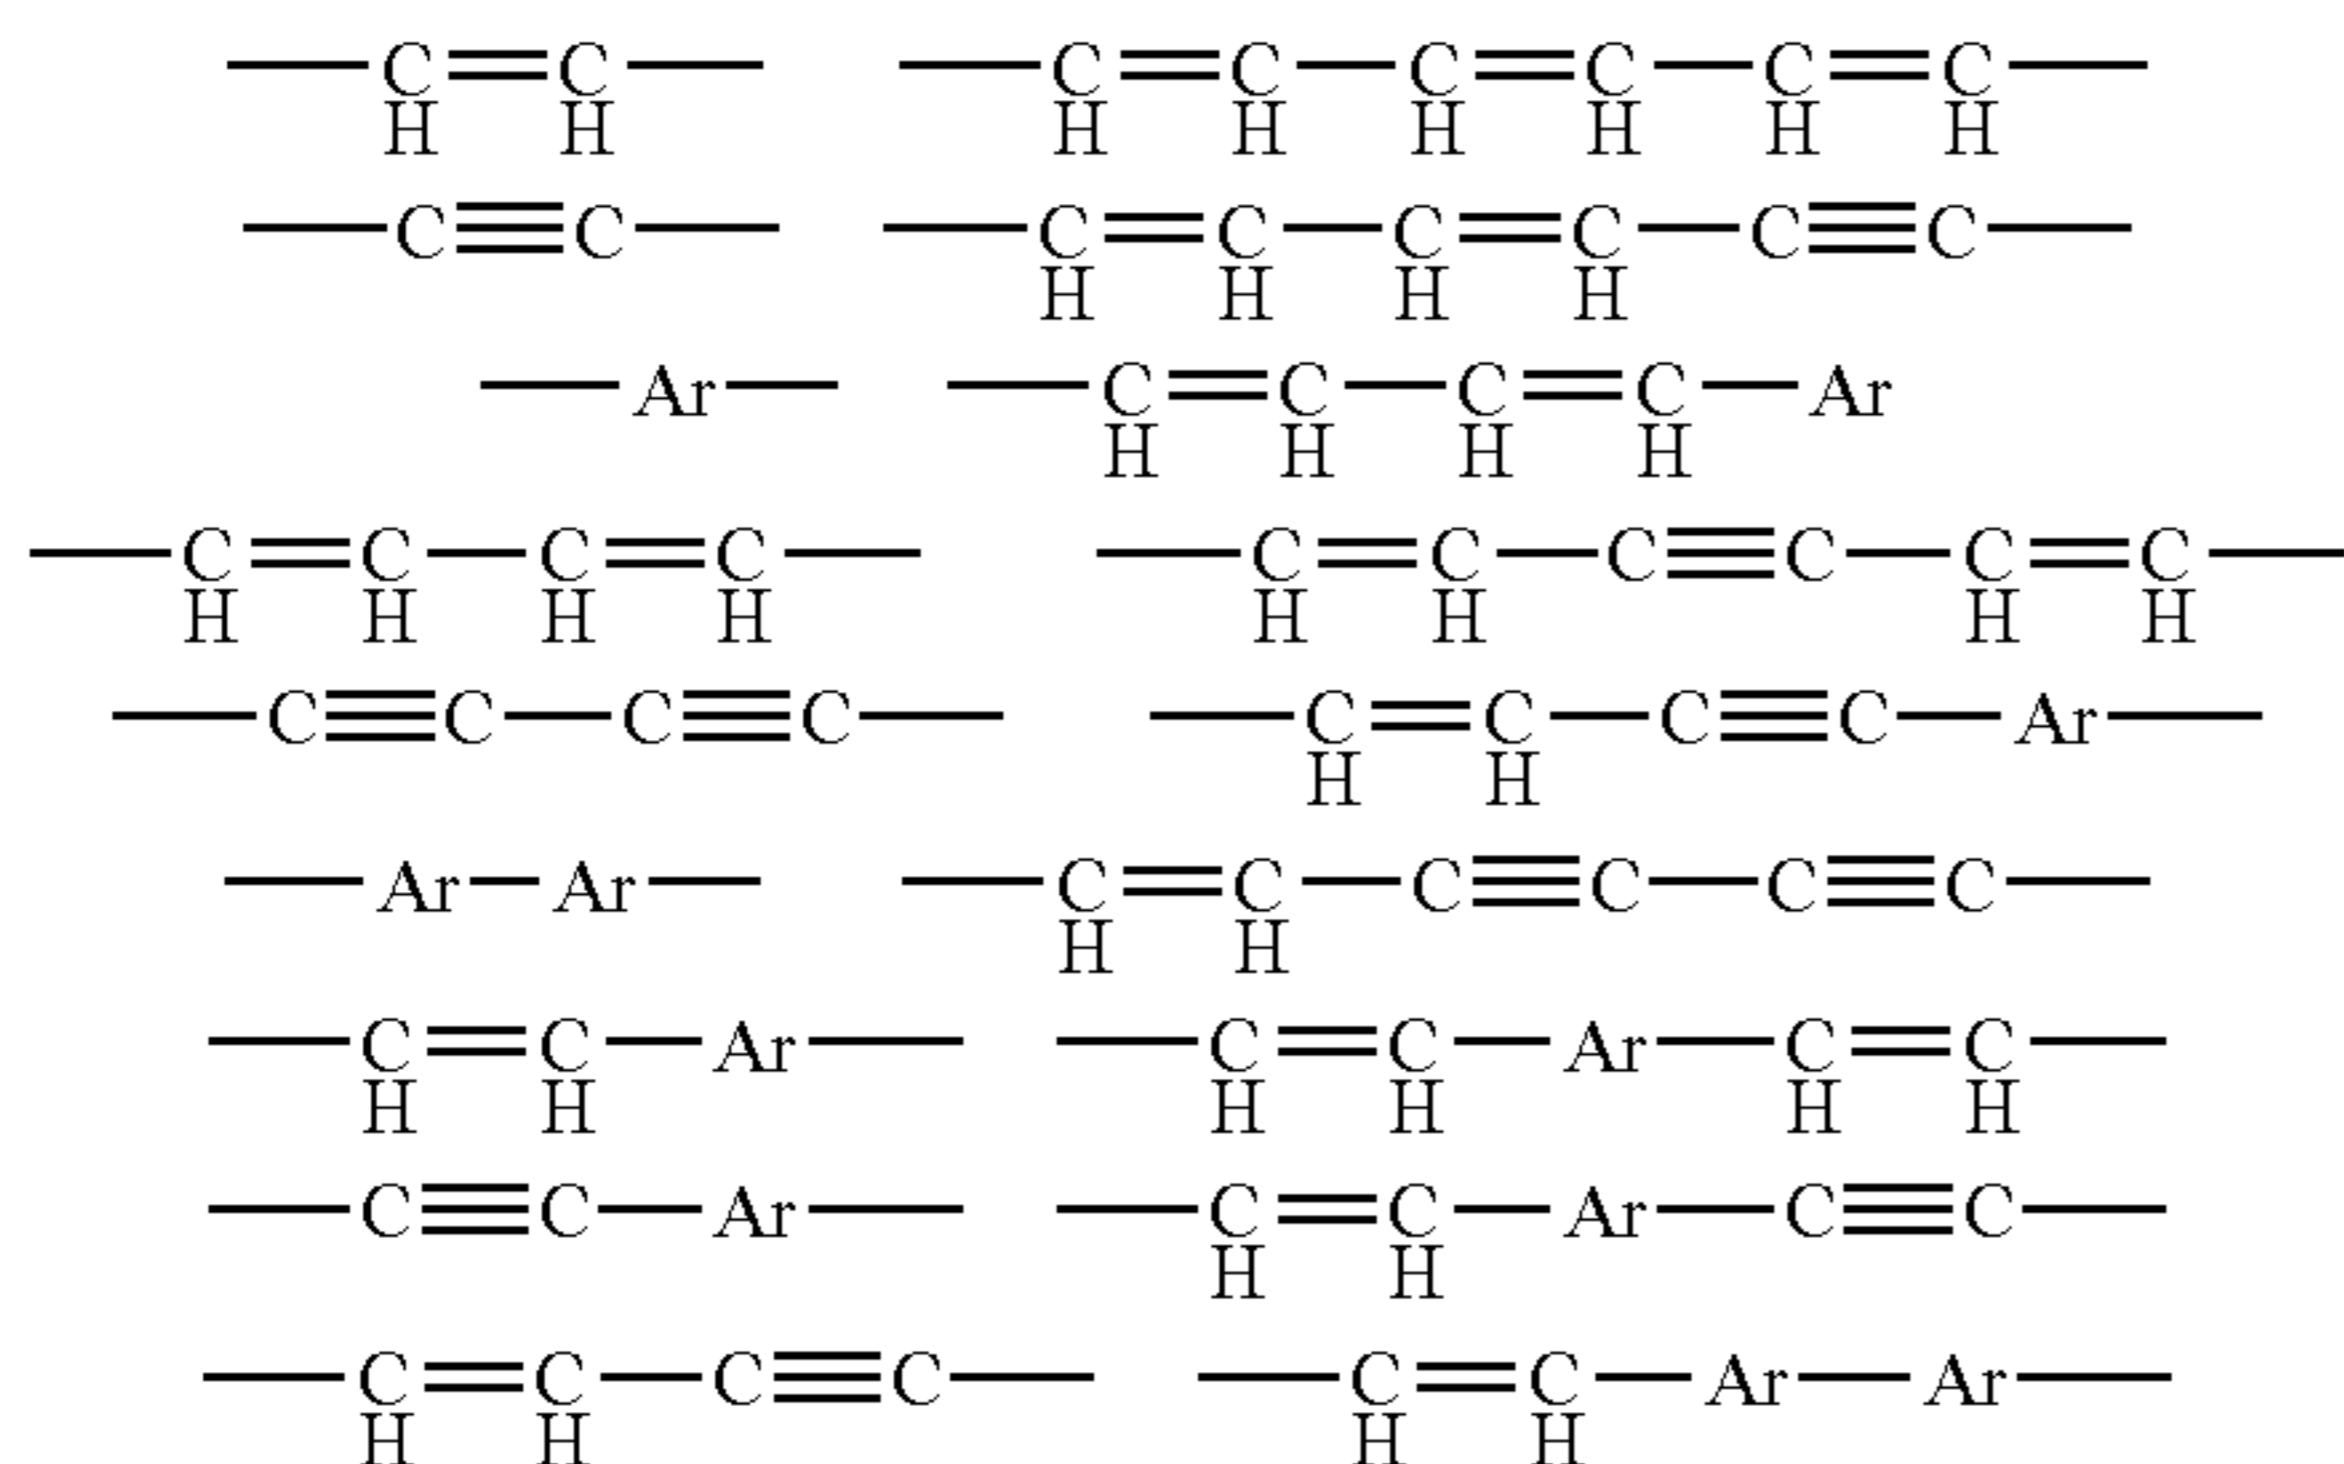 —C=C— —C=C—C=C—C=C—
H H H H H H H H
—C≡C— —C=C—C=C—C≡C—
H H H H
—Ar— —C=C—C=C—Ar
H H H H
—C=C—C=C— —C=C—C≡C—C=C—
H H H H H H H H
—C≡C—C≡C— —C=C—C≡C—Ar—
H H
—Ar—Ar— —C=C—C≡C—C≡C—
H H
—C=C—Ar— —C=C—Ar—C=C—
H H H H H H
—C≡C—Ar— —C=C—Ar—C≡C—
H H
—C=C—C≡C— —C=C—Ar—Ar—
H H H H